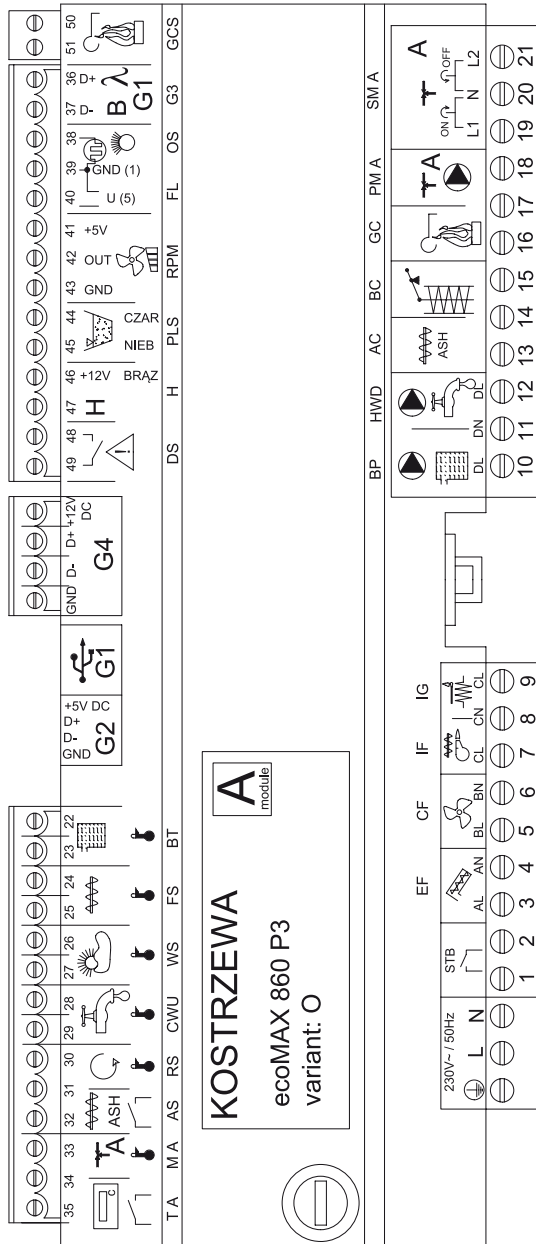 50
51
GCS
36 D+
37 D-
B λ
G1
G3
38
39
40
GND (1)
U (5)
OS
FL
41 +5V
42 OUT
43 GND
RPM
44
45
CZAR
NIEB
PLS
46 +12V BRĄZ
47 H
H
48
49
DS
+12V
DC
D+
D-
GND
G4
G1
+5V DC
D+
D-
GND
G2
22
23
BT
24
25
FS
26
27
WS
28
29
CWU
30
RS
31
32
ASH
AS
33
A
M A
34
35
C
T A
KOSTRZEWA
ecoMAX 860 P3
variant: O
A
module
SM A
A
ON
OFF
L1 N L2
21
20
19
PM A
A
18
17
GC
16
BC
15
14
AC
ASH
13
HWD
DL
12
DN
11
BP
DL
10
IG
CL
9
CN
8
IF
CL
7
CF
BN
6
BL
5
EF
AN
4
AL
3
STB
2
1
230V~ / 50Hz
L N